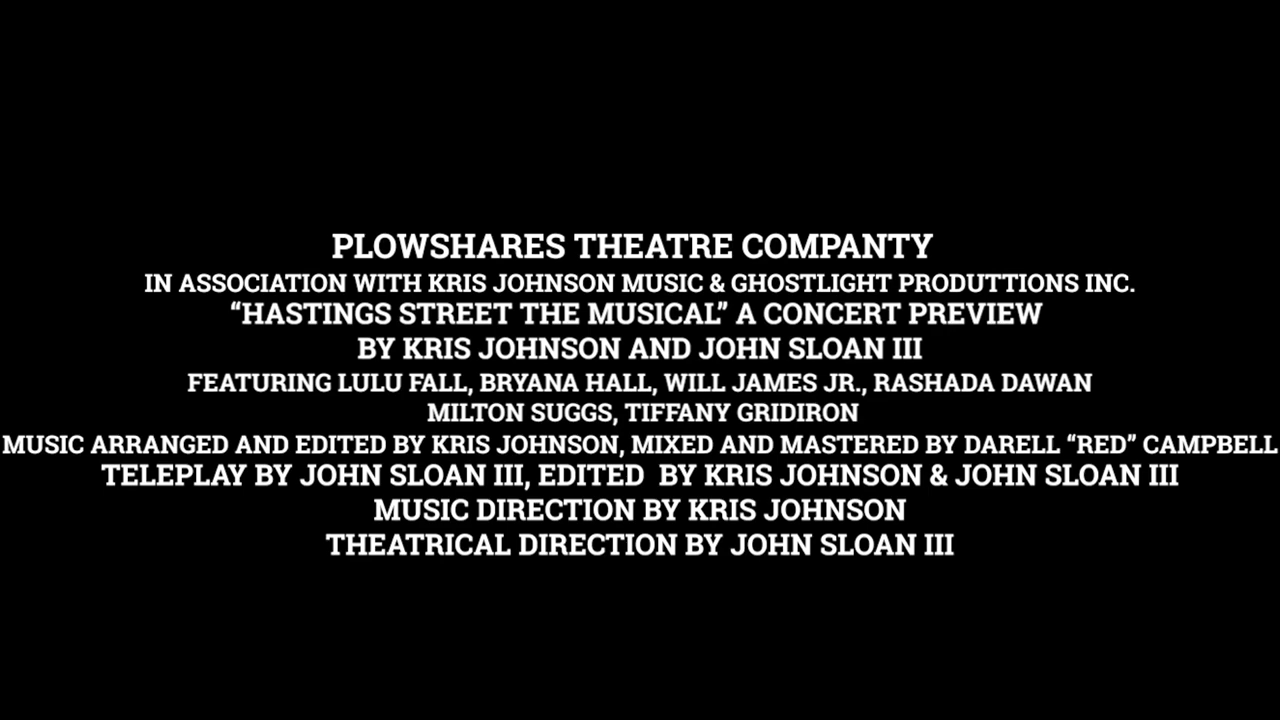 PLOWSHARES THEATRE COMPANTY
IN ASSOCIATION WITH KRIS JOHNSON MUSIC & GHOSTLIGHT PRODUTTIONS INC.
“HASTINGS STREET THE MUSICAL” A CONCERT PREVIEW
BY KRIS JOHNSON AND JOHN SLOAN III
FEATURING LULU FALL, BRYANA HALL, WILL JAMES JR., RASHADA DAWAN
MILTON SUGGS, TIFFANY GRIDIRON
MUSIC ARRANGED AND EDITED BY KRIS JOHNSON, MIXED AND MASTERED BY DARELL “RED” CAMPBELL
TELEPLAY BY JOHN SLOAN III, EDITED  BY KRIS JOHNSON & JOHN SLOAN III
MUSIC DIRECTION BY KRIS JOHNSON
THEATRICAL DIRECTION BY JOHN SLOAN III